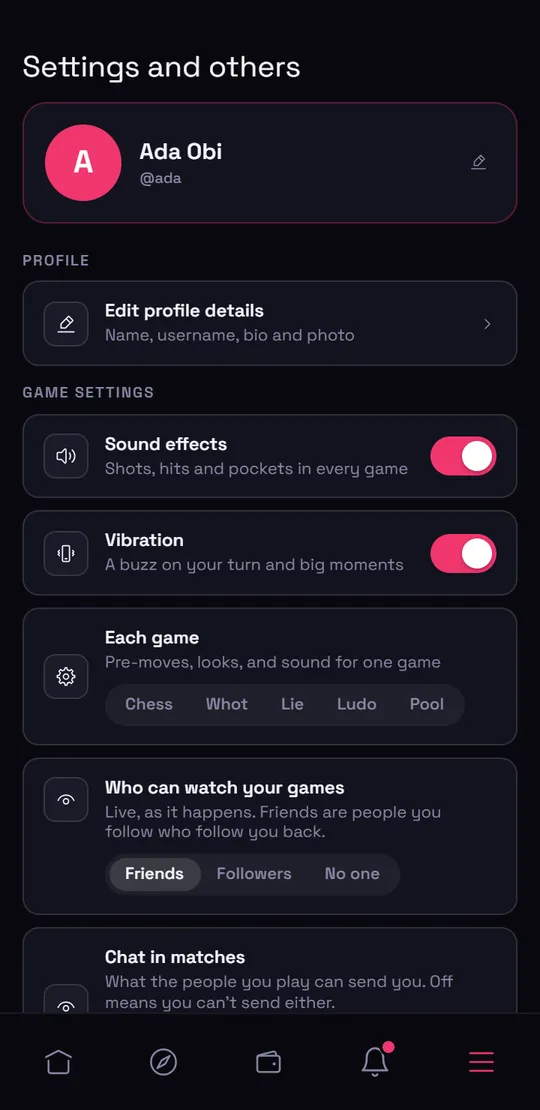 Settings and others
A
Ada Obi
@ada
PROFILE
Edit profile details
Name, username, bio and photo
GAME SETTINGS
Sound effects
Shots, hits and pockets in every game
Vibration
A buzz on your turn and big moments
Each game
Pre-moves, looks, and sound for one game
Chess Whot Lie Ludo Pool
Who can watch your games
Live, as it happens. Friends are people you
follow who follow you back.
Friends Followers No one
Chat in matches
What the people you play can send you. Off
means you can't send either.